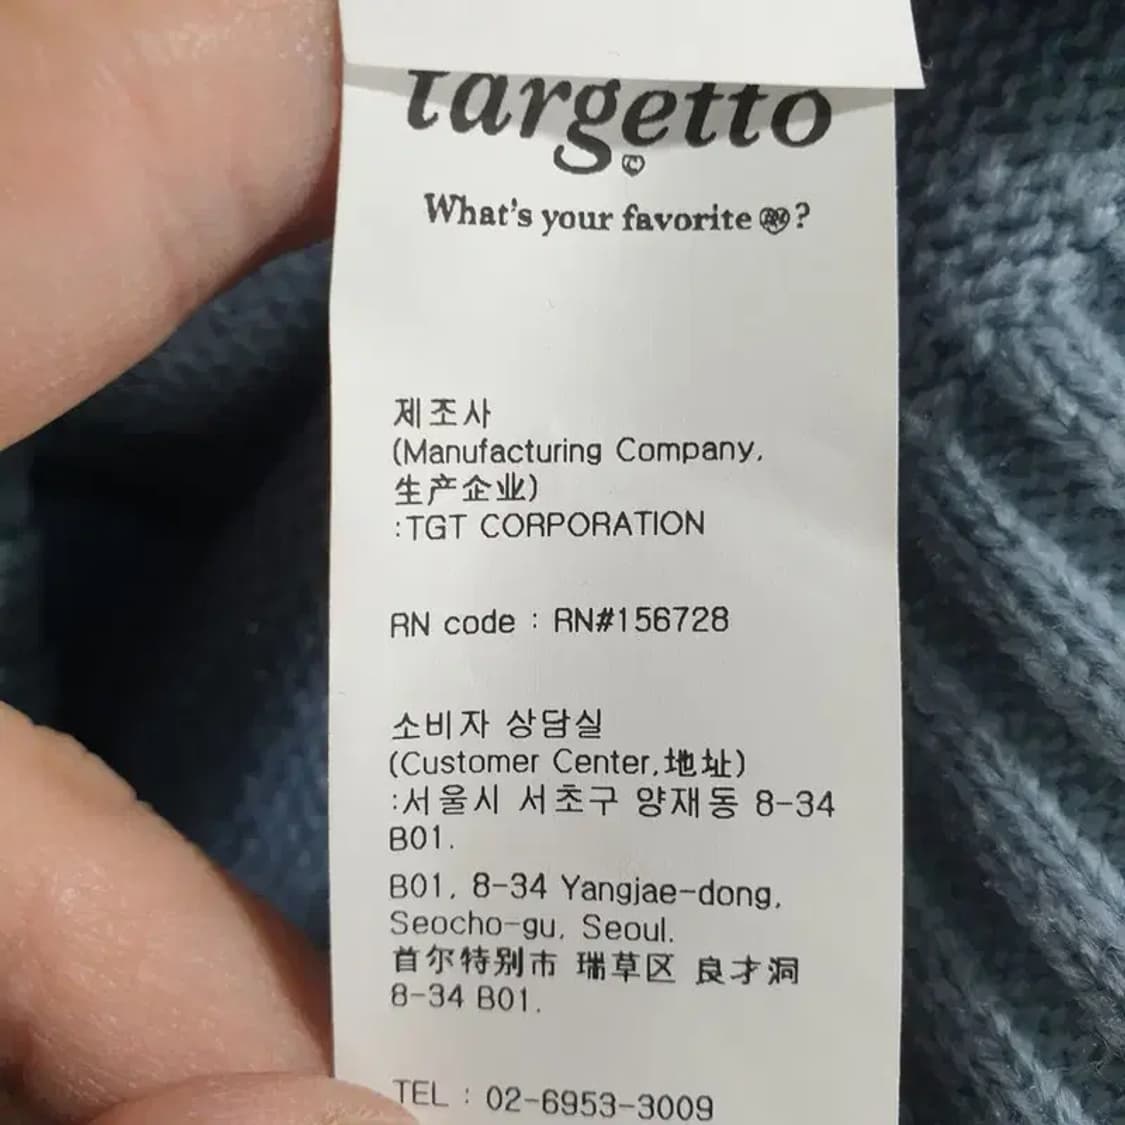 targetto
What's your favorite ?
제조사
(Manufacturing Company,
生产企业)
:TGT CORPORATION
RN code : RN#156728
소비자 상담실
(Customer Center,地址)
:서울시 서초구 양재동 8-34
B01.
B01, 8-34 Yangjae-dong,
Seocho-gu, Seoul.
首尔特别市 瑞草区 良才洞
8-34 B01.
TEL : 02-6953-3009